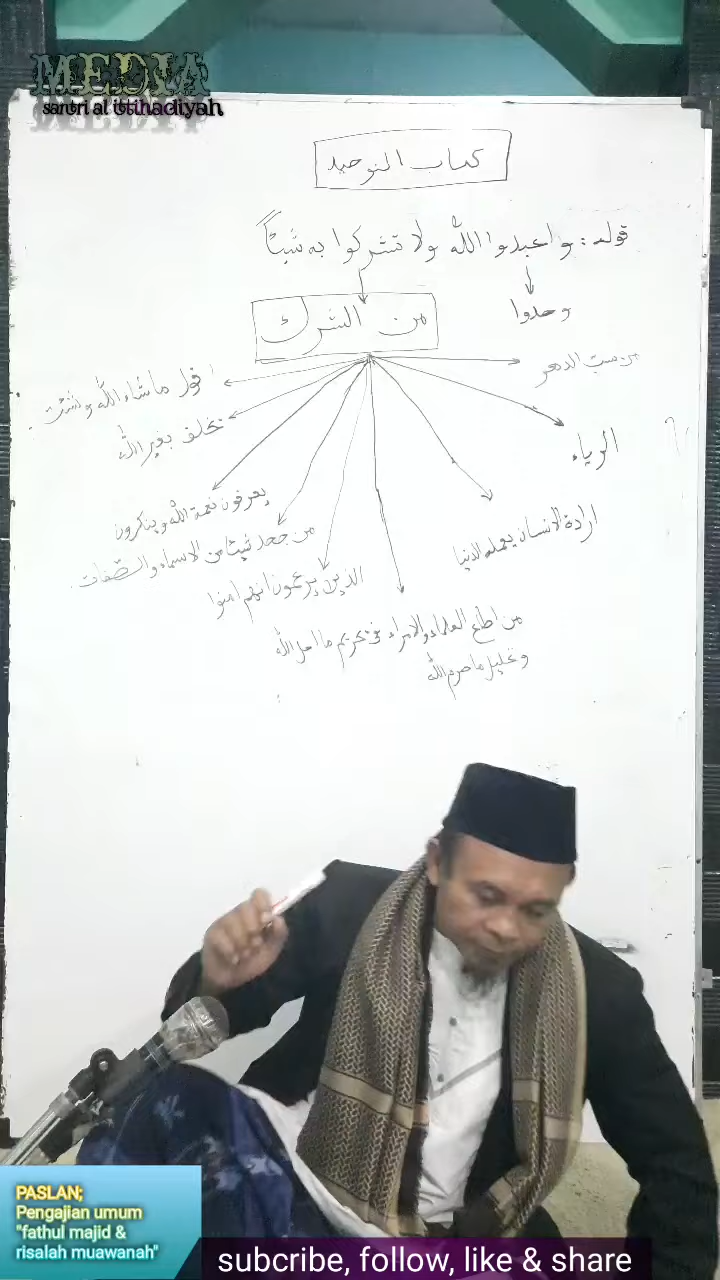 MEDIA
santri al ittihadiyah
كتاب التوحيد
قوله: واعبدوا الله ولا تشركوا به شيئاً
وحدوا
من الشرك
من سبّ الدهر
قول ما شاء الله وشئت
تحلف بغير الله
الرياء
يعرفون نعمة الله وينكرون
ارادة الانسان بعمله الدنيا
من جحد شيئا من الاسماء والصّفات
الذين يزعمون انهم امنوا
من اطاع العلماء والامراء في تحريم ما احل الله
وتحليل ما حرم الله
PASLAN;
Pengajian umum
"fathul majid &
risalah muawanah"
subcribe, follow, like & share